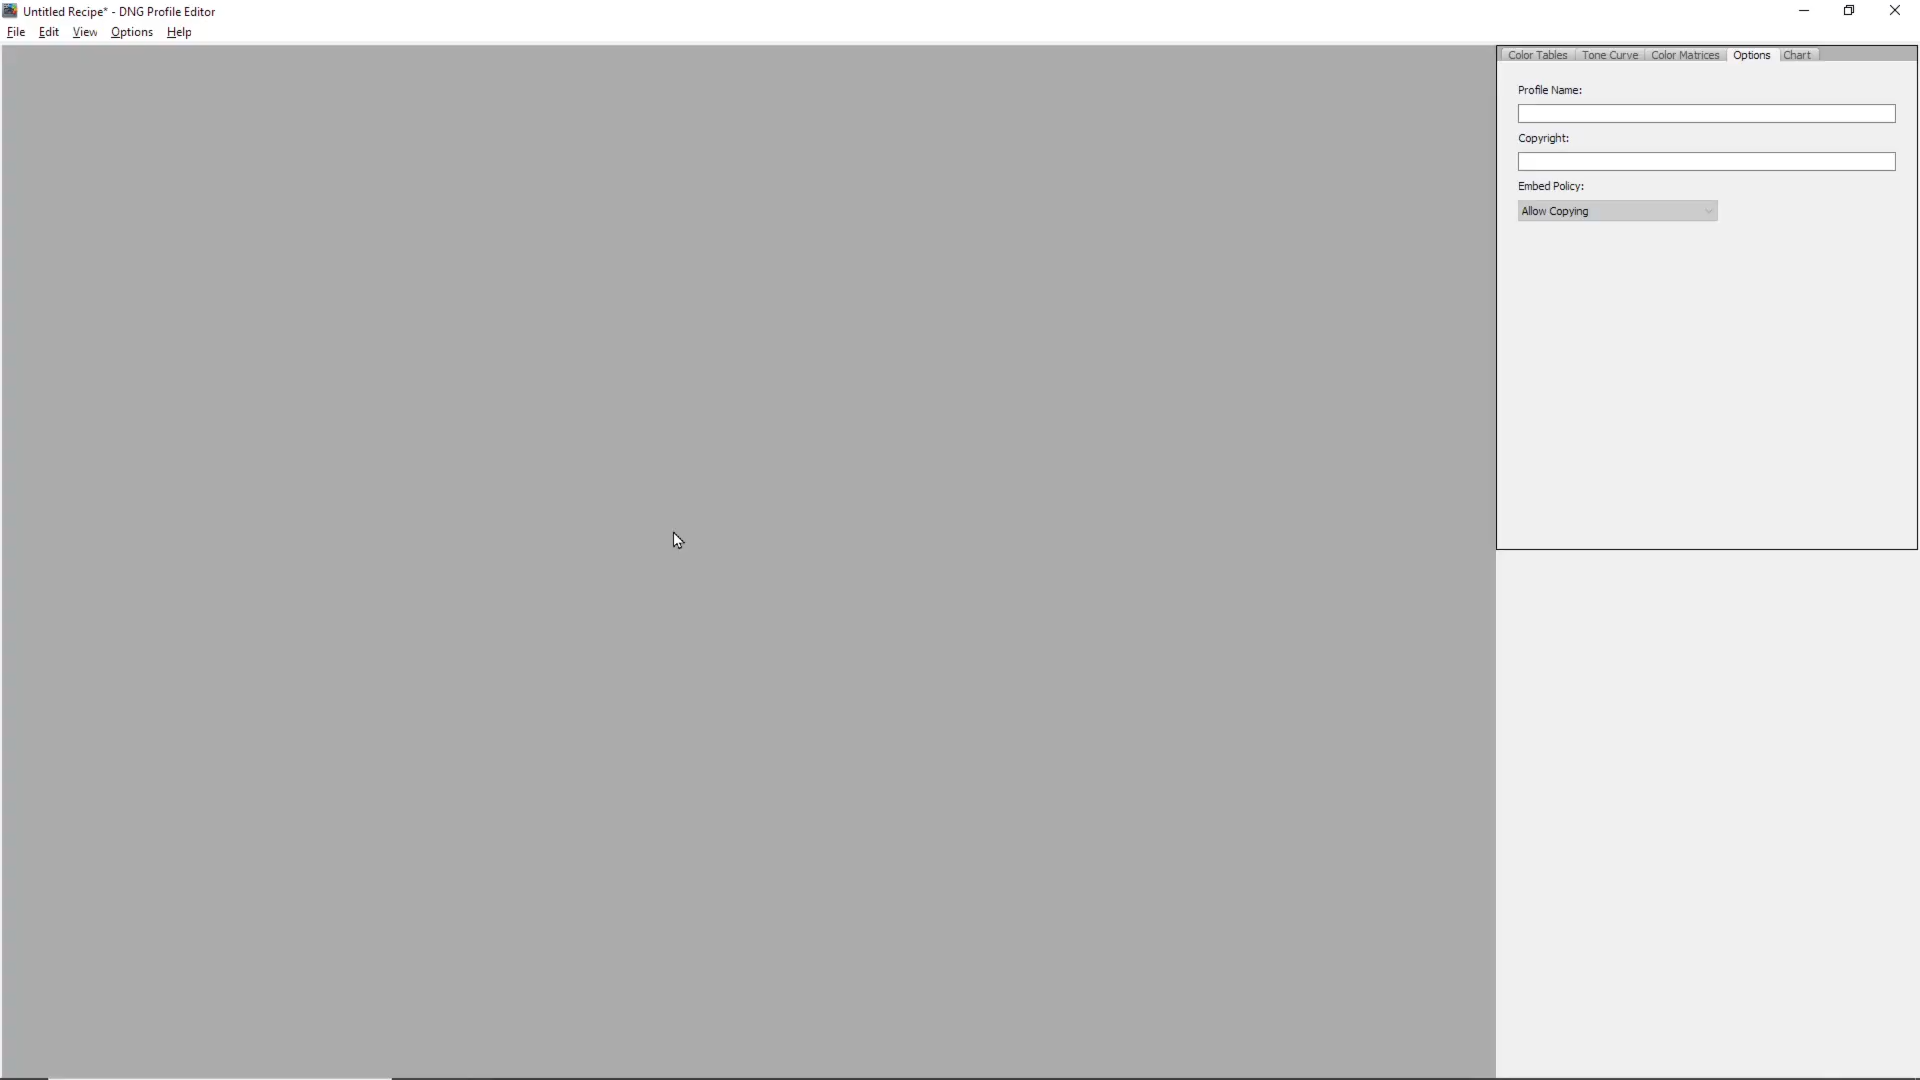 Untitled Recipe* - DNG Profile Editor
File Edit View Options Help
Color Tables Tone Curve Color Matrices Options Chart
Profile Name:
Copyright:
Embed Policy:
Allow Copying